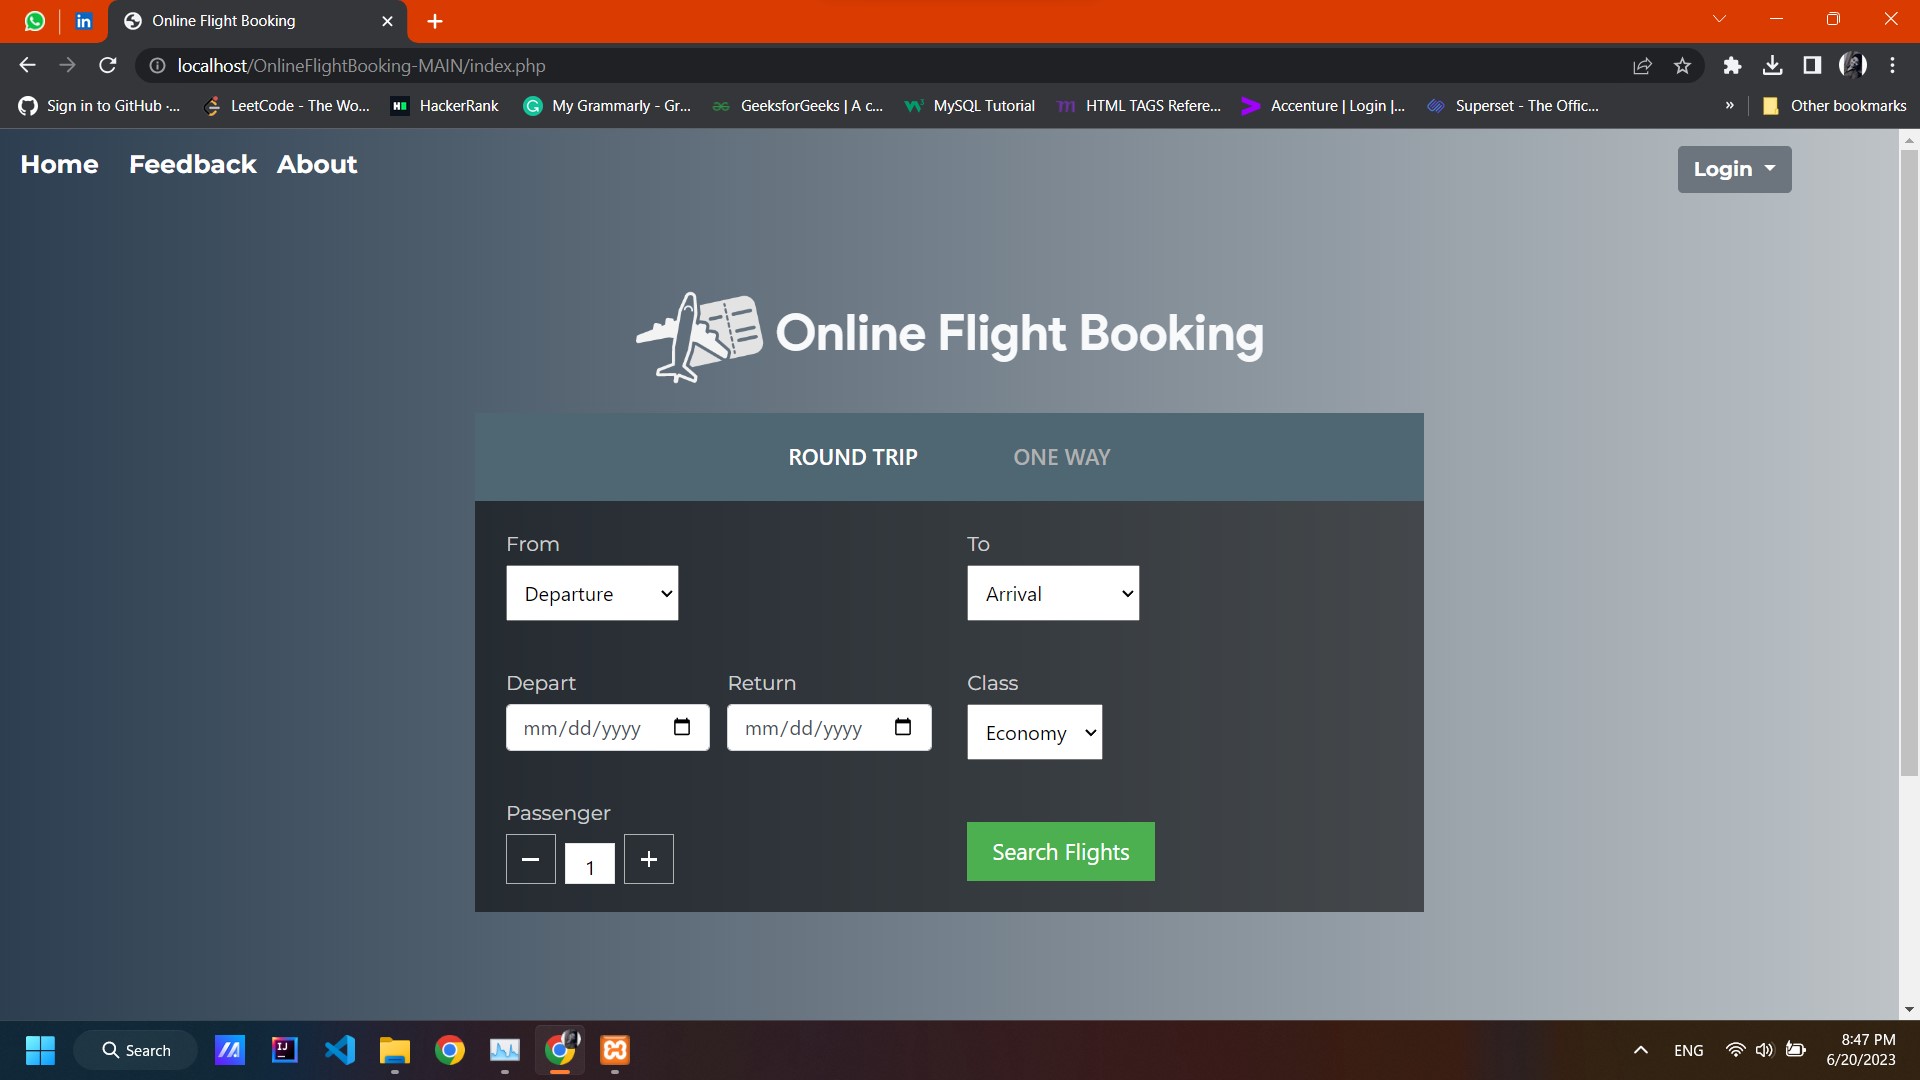 Online Flight Booking
localhost/OnlineFlightBooking-MAIN/index.php
Sign in to GitHub ·... LeetCode - The Wo... HackerRank My Grammarly - Gr... GeeksforGeeks | A c... MySQL Tutorial HTML TAGS Refere... Accenture | Login |... Superset - The Offic... » Other bookmarks
Home Feedback About Login
Online Flight Booking
ROUND TRIP ONE WAY
From To
Departure Arrival
Depart Return Class
mm/dd/yyyy mm/dd/yyyy Economy
Passenger
1
Search Flights
Search ENG 8:47 PM
6/20/2023